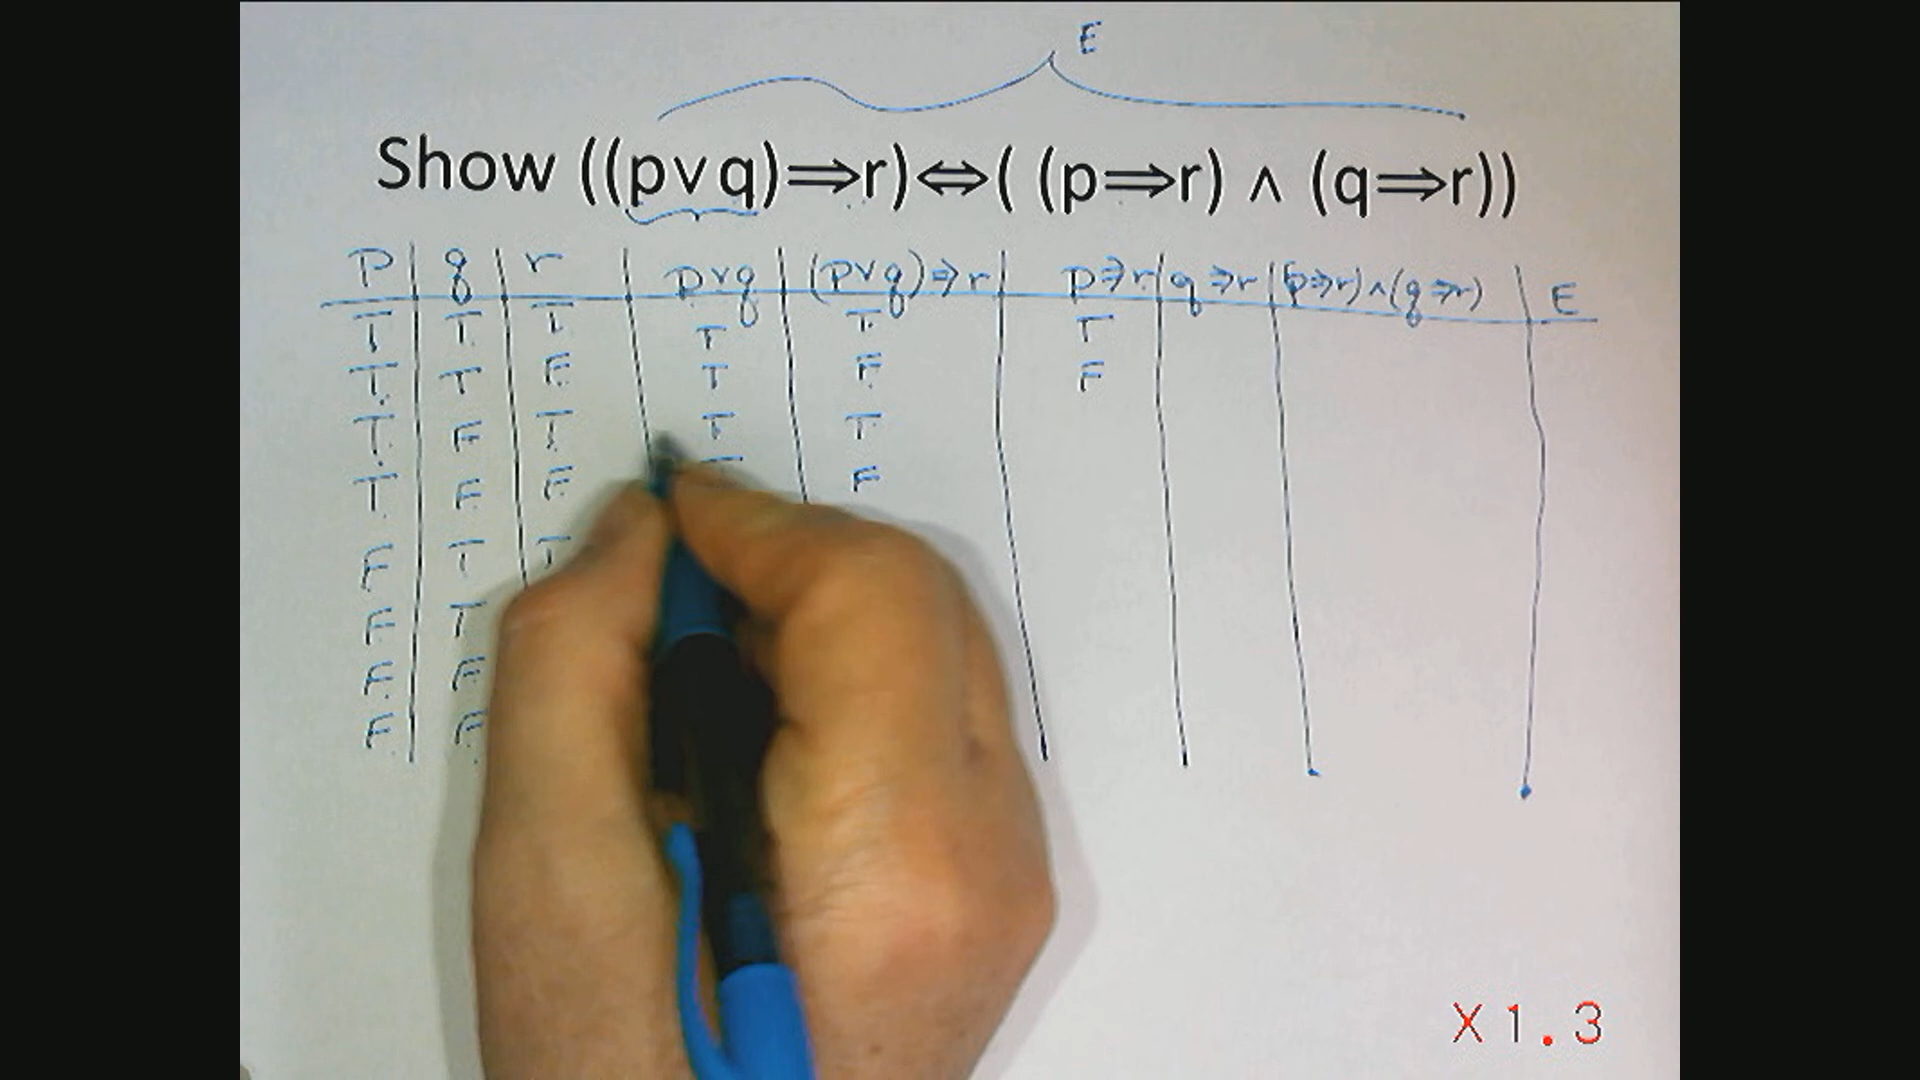 E
Show ((p∨q)⇒r)⇔( (p⇒r) ∧ (q⇒r))
P q r p∨q (p∨q)⇒r p⇒r q⇒r (p⇒r)∧(q⇒r) E
T T T T T T
T T F T F F
T F T T T
T F F T F
F T T
F T
F F
F F
X1.3